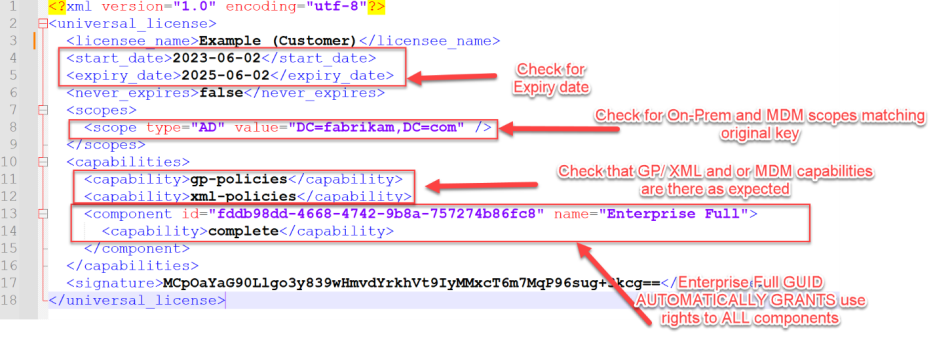 1 <?xml version="1.0" encoding="utf-8"?>
2 <universal_license>
3 <licensee_name>Example (Customer)</licensee_name>
4 <start_date>2023-06-02</start_date>
5 <expiry_date>2025-06-02</expiry_date>
6 <never_expires>false</never_expires>
7 <scopes>
8 <scope type="AD" value="DC=fabrikam,DC=com" />
9 </scopes>
10 <capabilities>
11 <capability>gp-policies</capability>
12 <capability>xml-policies</capability>
13 <component id="fddb98dd-4668-4742-9b8a-757274b86fc8" name="Enterprise Full">
14 <capability>complete</capability>
15 </component>
16 </capabilities>
17 <signature>MCpOaYaG90Llgo3y839wHmvdYrkhVt9IyMMxcT6m7MqP96sug+
18 </universal_license>
Check for
Expiry date
Check for On-Prem and MDM scopes matching
original key
Check that GP/ XML and or MDM capabilities
are there as expected
Enterprise Full GUID
AUTOMATICALLY GRANTS use
rights to ALL components